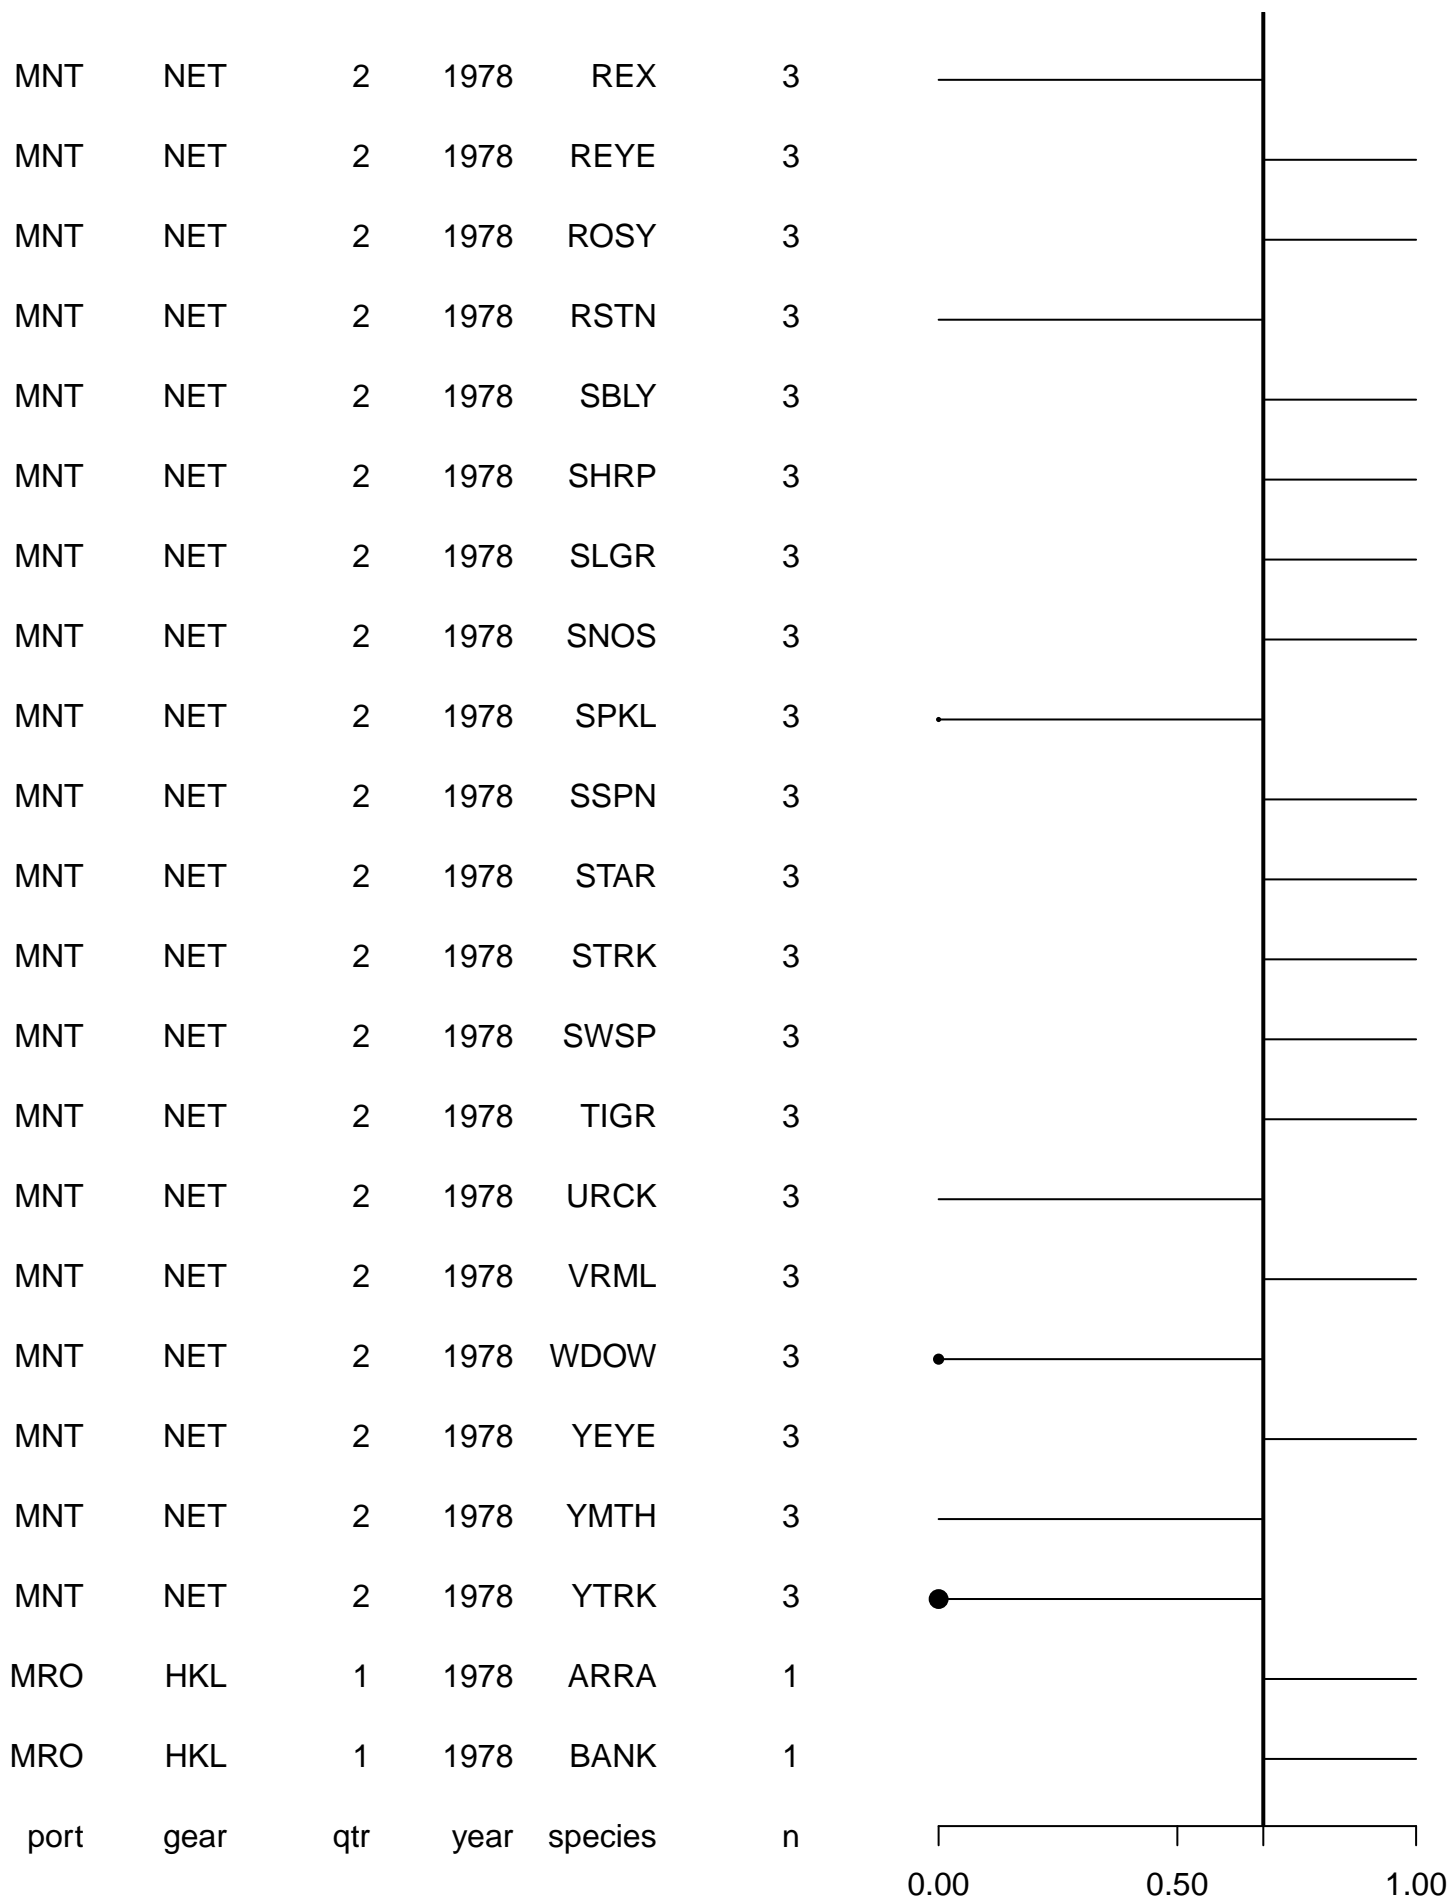 MNT NET 2 1978 REX 3
MNT NET 2 1978 REYE 3
MNT NET 2 1978 ROSY 3
MNT NET 2 1978 RSTN 3
MNT NET 2 1978 SBLY 3
MNT NET 2 1978 SHRP 3
MNT NET 2 1978 SLGR 3
MNT NET 2 1978 SNOS 3
MNT NET 2 1978 SPKL 3
MNT NET 2 1978 SSPN 3
MNT NET 2 1978 STAR 3
MNT NET 2 1978 STRK 3
MNT NET 2 1978 SWSP 3
MNT NET 2 1978 TIGR 3
MNT NET 2 1978 URCK 3
MNT NET 2 1978 VRML 3
MNT NET 2 1978 WDOW 3
MNT NET 2 1978 YEYE 3
MNT NET 2 1978 YMTH 3
MNT NET 2 1978 YTRK 3
MRO HKL 1 1978 ARRA 1
MRO HKL 1 1978 BANK 1
port gear qtr year species n
0.00 0.50 1.00